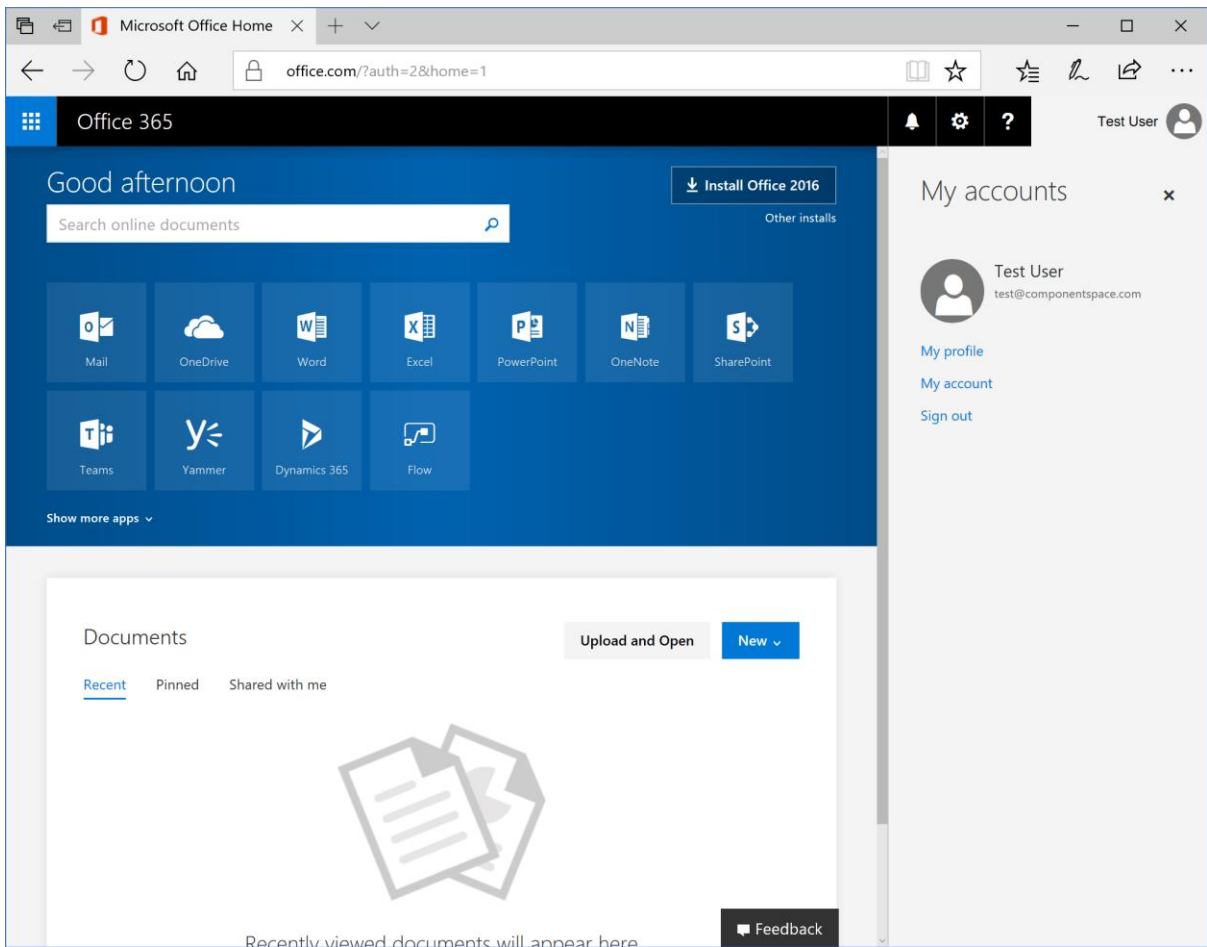 Microsoft Office Home
office.com/?auth=2&home=1
Office 365
?
Test User
Good afternoon
Install Office 2016
Search online documents
Other installs
Mail OneDrive Word Excel PowerPoint OneNote SharePoint
Teams Yammer Dynamics 365 Flow
Show more apps
Documents
Upload and Open New
Recent Pinned Shared with me
Recently viewed documents will appear here
Feedback
My accounts
Test User
test@componentspace.com
My profile
My account
Sign out